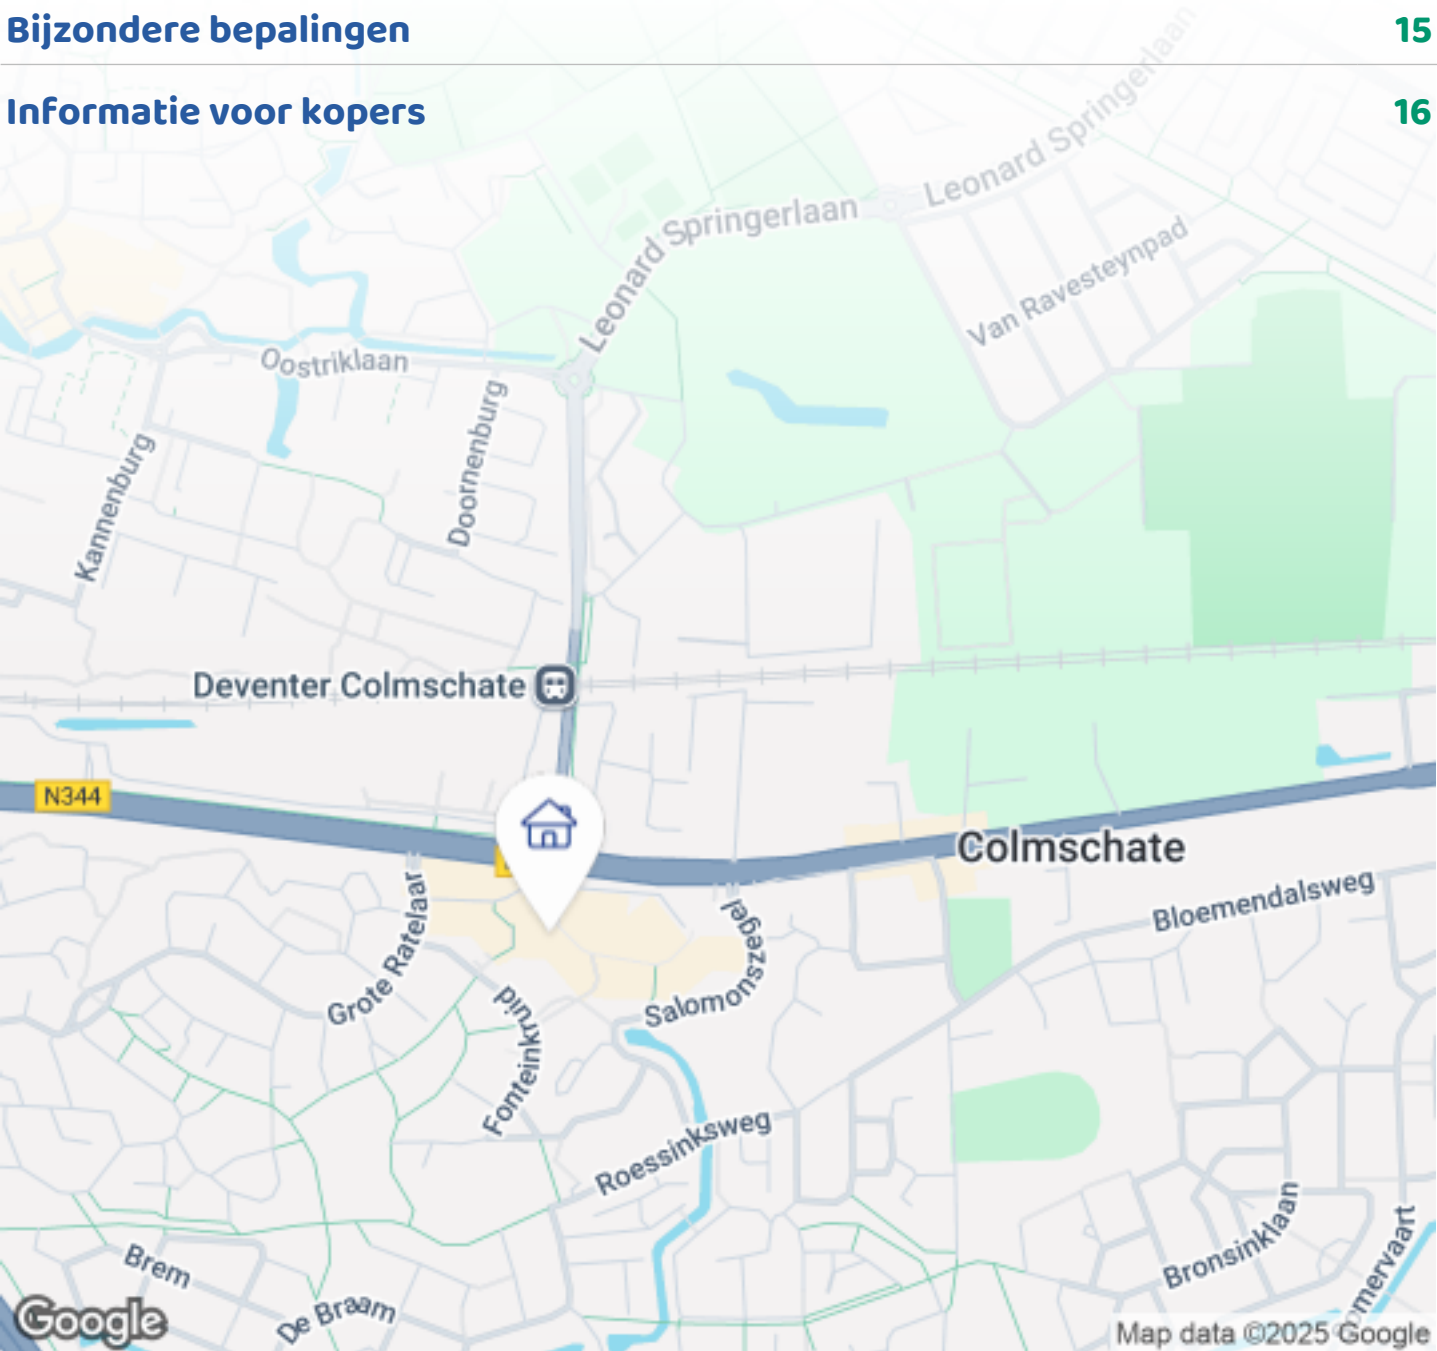 Bijzondere bepalingen 15
Informatie voor kopers 16
Leonard Springerlaan
Leonard Springerlaan
Van Ravesteynpad
Oostriklaan
Doornenburg
Kannenburg
Deventer Colmschate
N344
Colmschate
Bloemendalsweg
Grote Ratelaar
Salomonszegel
Fonteinkruid
Roessinksweg
Bronsinklaan
Brem
De Braam
Google
Map data ©2025 Google